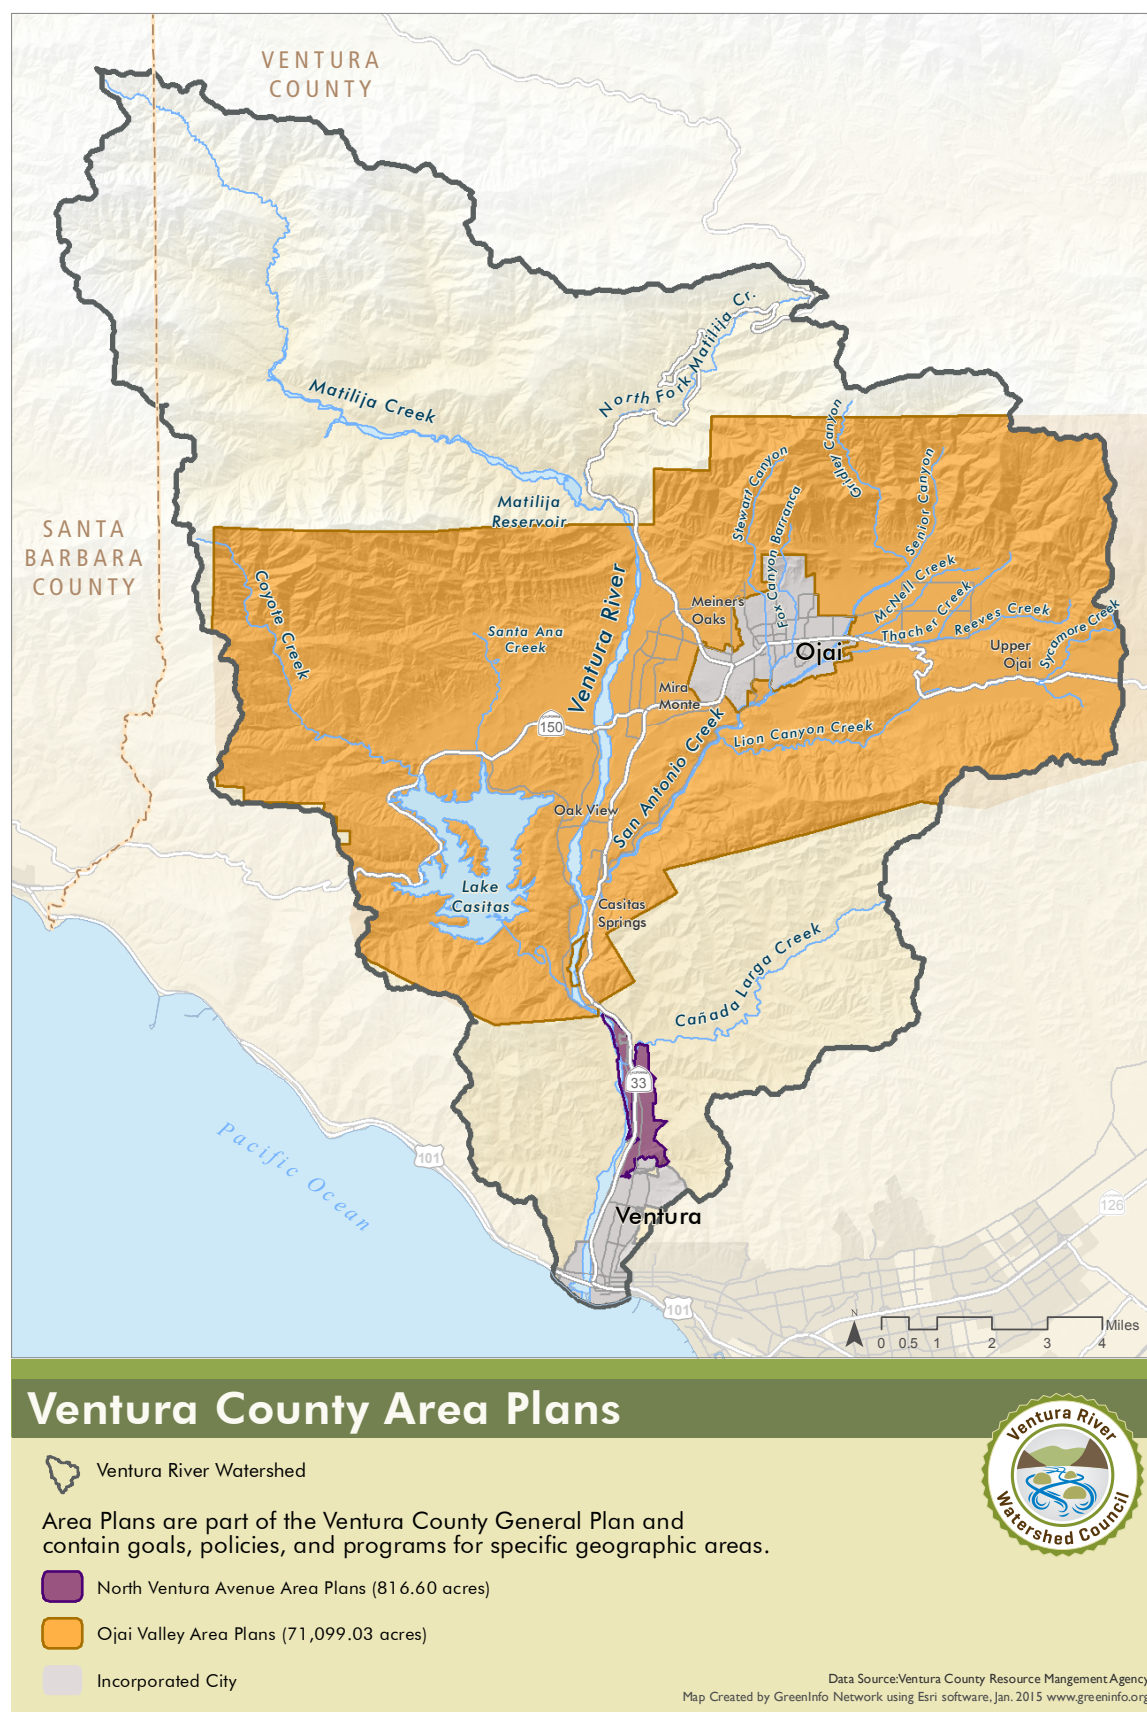 VENTURA
COUNTY
North Fork Matilija Cr.
Matilija Creek
Gridley Canyon
Stewart Canyon
Senior Canyon
Fox Canyon Barranca
Matilija
Reservoir
SANTA
BARBARA
COUNTY
Coyote Creek
Ventura River
Meiners
Oaks
McNell Creek
Thacher Creek
Reeves Creek
Sycamore Creek
Santa Ana
Creek
Ojai
Upper
Ojai
Mira
Monte
CALIFORNIA
150
San Antonio Creek
Lion Canyon Creek
Oak View
Lake
Casitas
Casitas
Springs
Cañada Larga Creek
CALIFORNIA
33
Pacific Ocean
101
126
Ventura
101
N
Miles
0 0.5 1 2 3 4
Ventura County Area Plans
Ventura River
Watershed Council
Ventura River Watershed
Area Plans are part of the Ventura County General Plan and
contain goals, policies, and programs for specific geographic areas.
North Ventura Avenue Area Plans (816.60 acres)
Ojai Valley Area Plans (71,099.03 acres)
Incorporated City
Data Source:Ventura County Resource Mangement Agency
Map Created by GreenInfo Network using Esri software, Jan. 2015 www.greeninfo.org